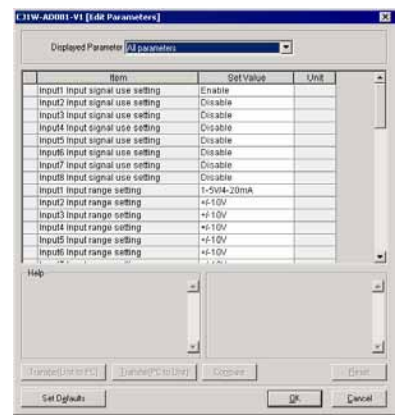 CJ1W-AD081-V1 [Edit Parameters]
Displayed Parameter All parameters
Item Set Value Unit
Input1 Input signal use setting Enable
Input2 Input signal use setting Disable
Input3 Input signal use setting Disable
Input4 Input signal use setting Disable
Input5 Input signal use setting Disable
Input6 Input signal use setting Disable
Input7 Input signal use setting Disable
Input8 Input signal use setting Disable
Input1 Input range setting 1-5V/4-20mA
Input2 Input range setting +/-10V
Input3 Input range setting +/-10V
Input4 Input range setting +/-10V
Input5 Input range setting +/-10V
Input6 Input range setting +/-10V
Help
Transfer[Unit to PC] Transfer[PC to Unit] Compare Reset
Set Defaults OK Cancel